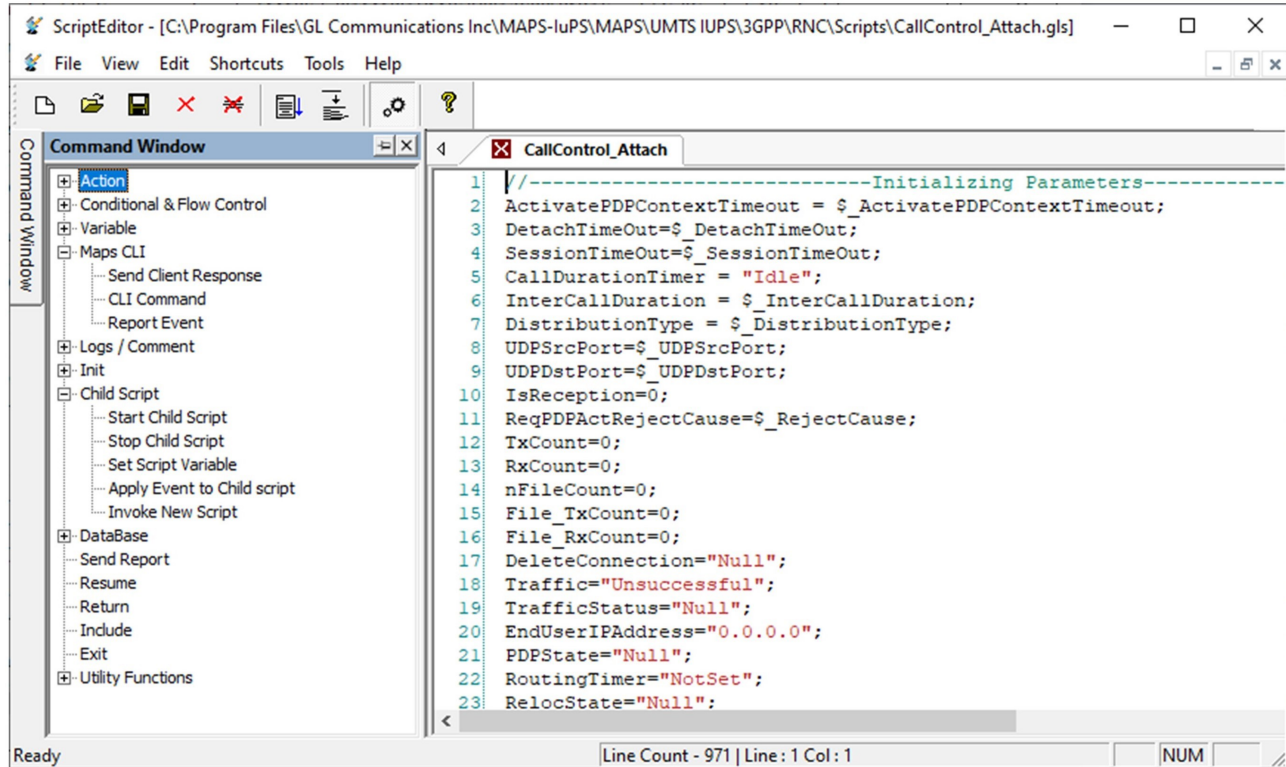 ScriptEditor - [C:\Program Files\GL Communications Inc\MAPS-IuPS\MAPS\UMTS IUPS\3GPP\RNC\Scripts\CallControl_Attach.gls]
File View Edit Shortcuts Tools Help
Command Window
Command Window
Action
Conditional & Flow Control
Variable
Maps CLI
Send Client Response
CLI Command
Report Event
Logs / Comment
Init
Child Script
Start Child Script
Stop Child Script
Set Script Variable
Apply Event to Child script
Invoke New Script
DataBase
Send Report
Resume
Return
Include
Exit
Utility Functions
CallControl_Attach
1 //-----------------------------Initializing Parameters------------
2 ActivatePDPContextTimeout = $_ActivatePDPContextTimeout;
3 DetachTimeOut=$_DetachTimeOut;
4 SessionTimeOut=$_SessionTimeOut;
5 CallDurationTimer = "Idle";
6 InterCallDuration = $_InterCallDuration;
7 DistributionType = $_DistributionType;
8 UDPSrcPort=$_UDPSrcPort;
9 UDPDstPort=$_UDPDstPort;
10 IsReception=0;
11 ReqPDPActRejectCause=$_RejectCause;
12 TxCount=0;
13 RxCount=0;
14 nFileCount=0;
15 File_TxCount=0;
16 File_RxCount=0;
17 DeleteConnection="Null";
18 Traffic="Unsuccessful";
19 TrafficStatus="Null";
20 EndUserIPAddress="0.0.0.0";
21 PDPState="Null";
22 RoutingTimer="NotSet";
23 RelocState="Null";
Ready
Line Count - 971 | Line : 1 Col : 1
NUM